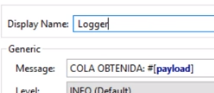 Display Name: Logger
Generic
Message: COLA OBTENIDA: #[payload]
Level: INFO (Default)